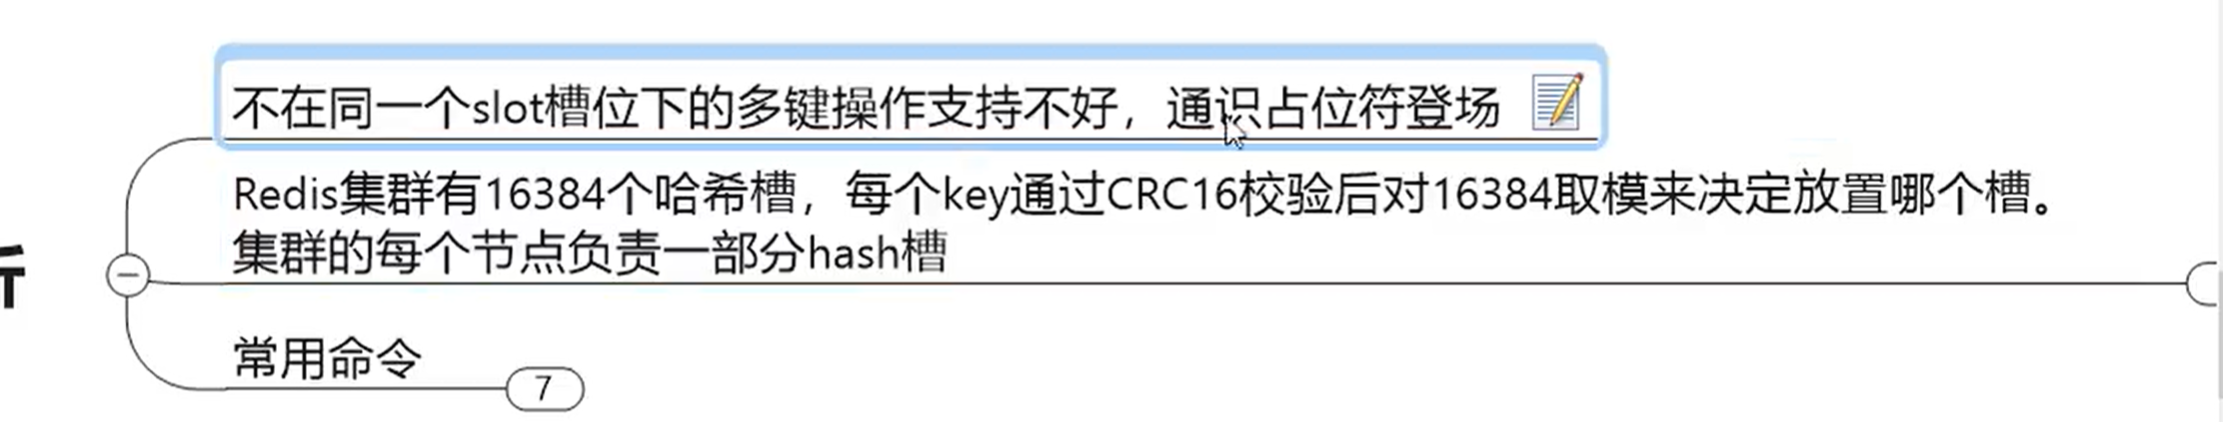 不在同一个slot槽位下的多键操作支持不好，通识占位符登场
Redis集群有16384个哈希槽，每个key通过CRC16校验后对16384取模来决定放置哪个槽。
集群的每个节点负责一部分hash槽
常用命令
7